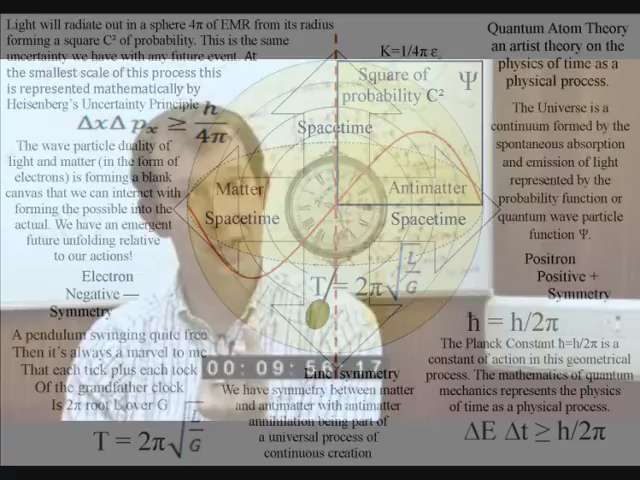 Light will radiate out in a sphere 4π of EMR from its radius
forming a square C² of probability. This is the same
uncertainty we have with any future event. At
the smallest scale of this process this
is represented mathematically by
Heisenberg's Uncertainty Principle
Δx Δ pₓ ≥ h/4π
The wave particle duality of
light and matter (in the form of
electrons) is forming a blank
canvas that we can interact with
forming the possible into the
actual. We have an emergent
future unfolding relative
to our actions!
Electron
Negative —
Symmetry
A pendulum swinging quite free
Then it's always a marvel to me
That each tick plus each tock
Of the grandfather clock
Is 2π root L over G
T = 2π√L/G
K=1/4π ε
Square of
probability C²
Ψ
Spacetime
Matter
Antimatter
Spacetime
Spacetime
T = 2π√L/G
00:09:5
Line symmetry
We have symmetry between matter
and antimatter with antimatter
annihilation being part of
a universal process of
continuous creation
Quantum Atom Theory
an artist theory on the
physics of time as a
physical process.
The Universe is a
continuum formed by the
spontaneous absorption
and emission of light
represented by the
probability function or
quantum wave particle
function Ψ.
Positron
Positive +
Symmetry
ħ = h/2π
The Planck Constant h=h/2π is a
constant of action in this geometrical
process. The mathematics of quantum
mechanics represents the physics
of time as a physical process.
ΔE Δt ≥ h/2π